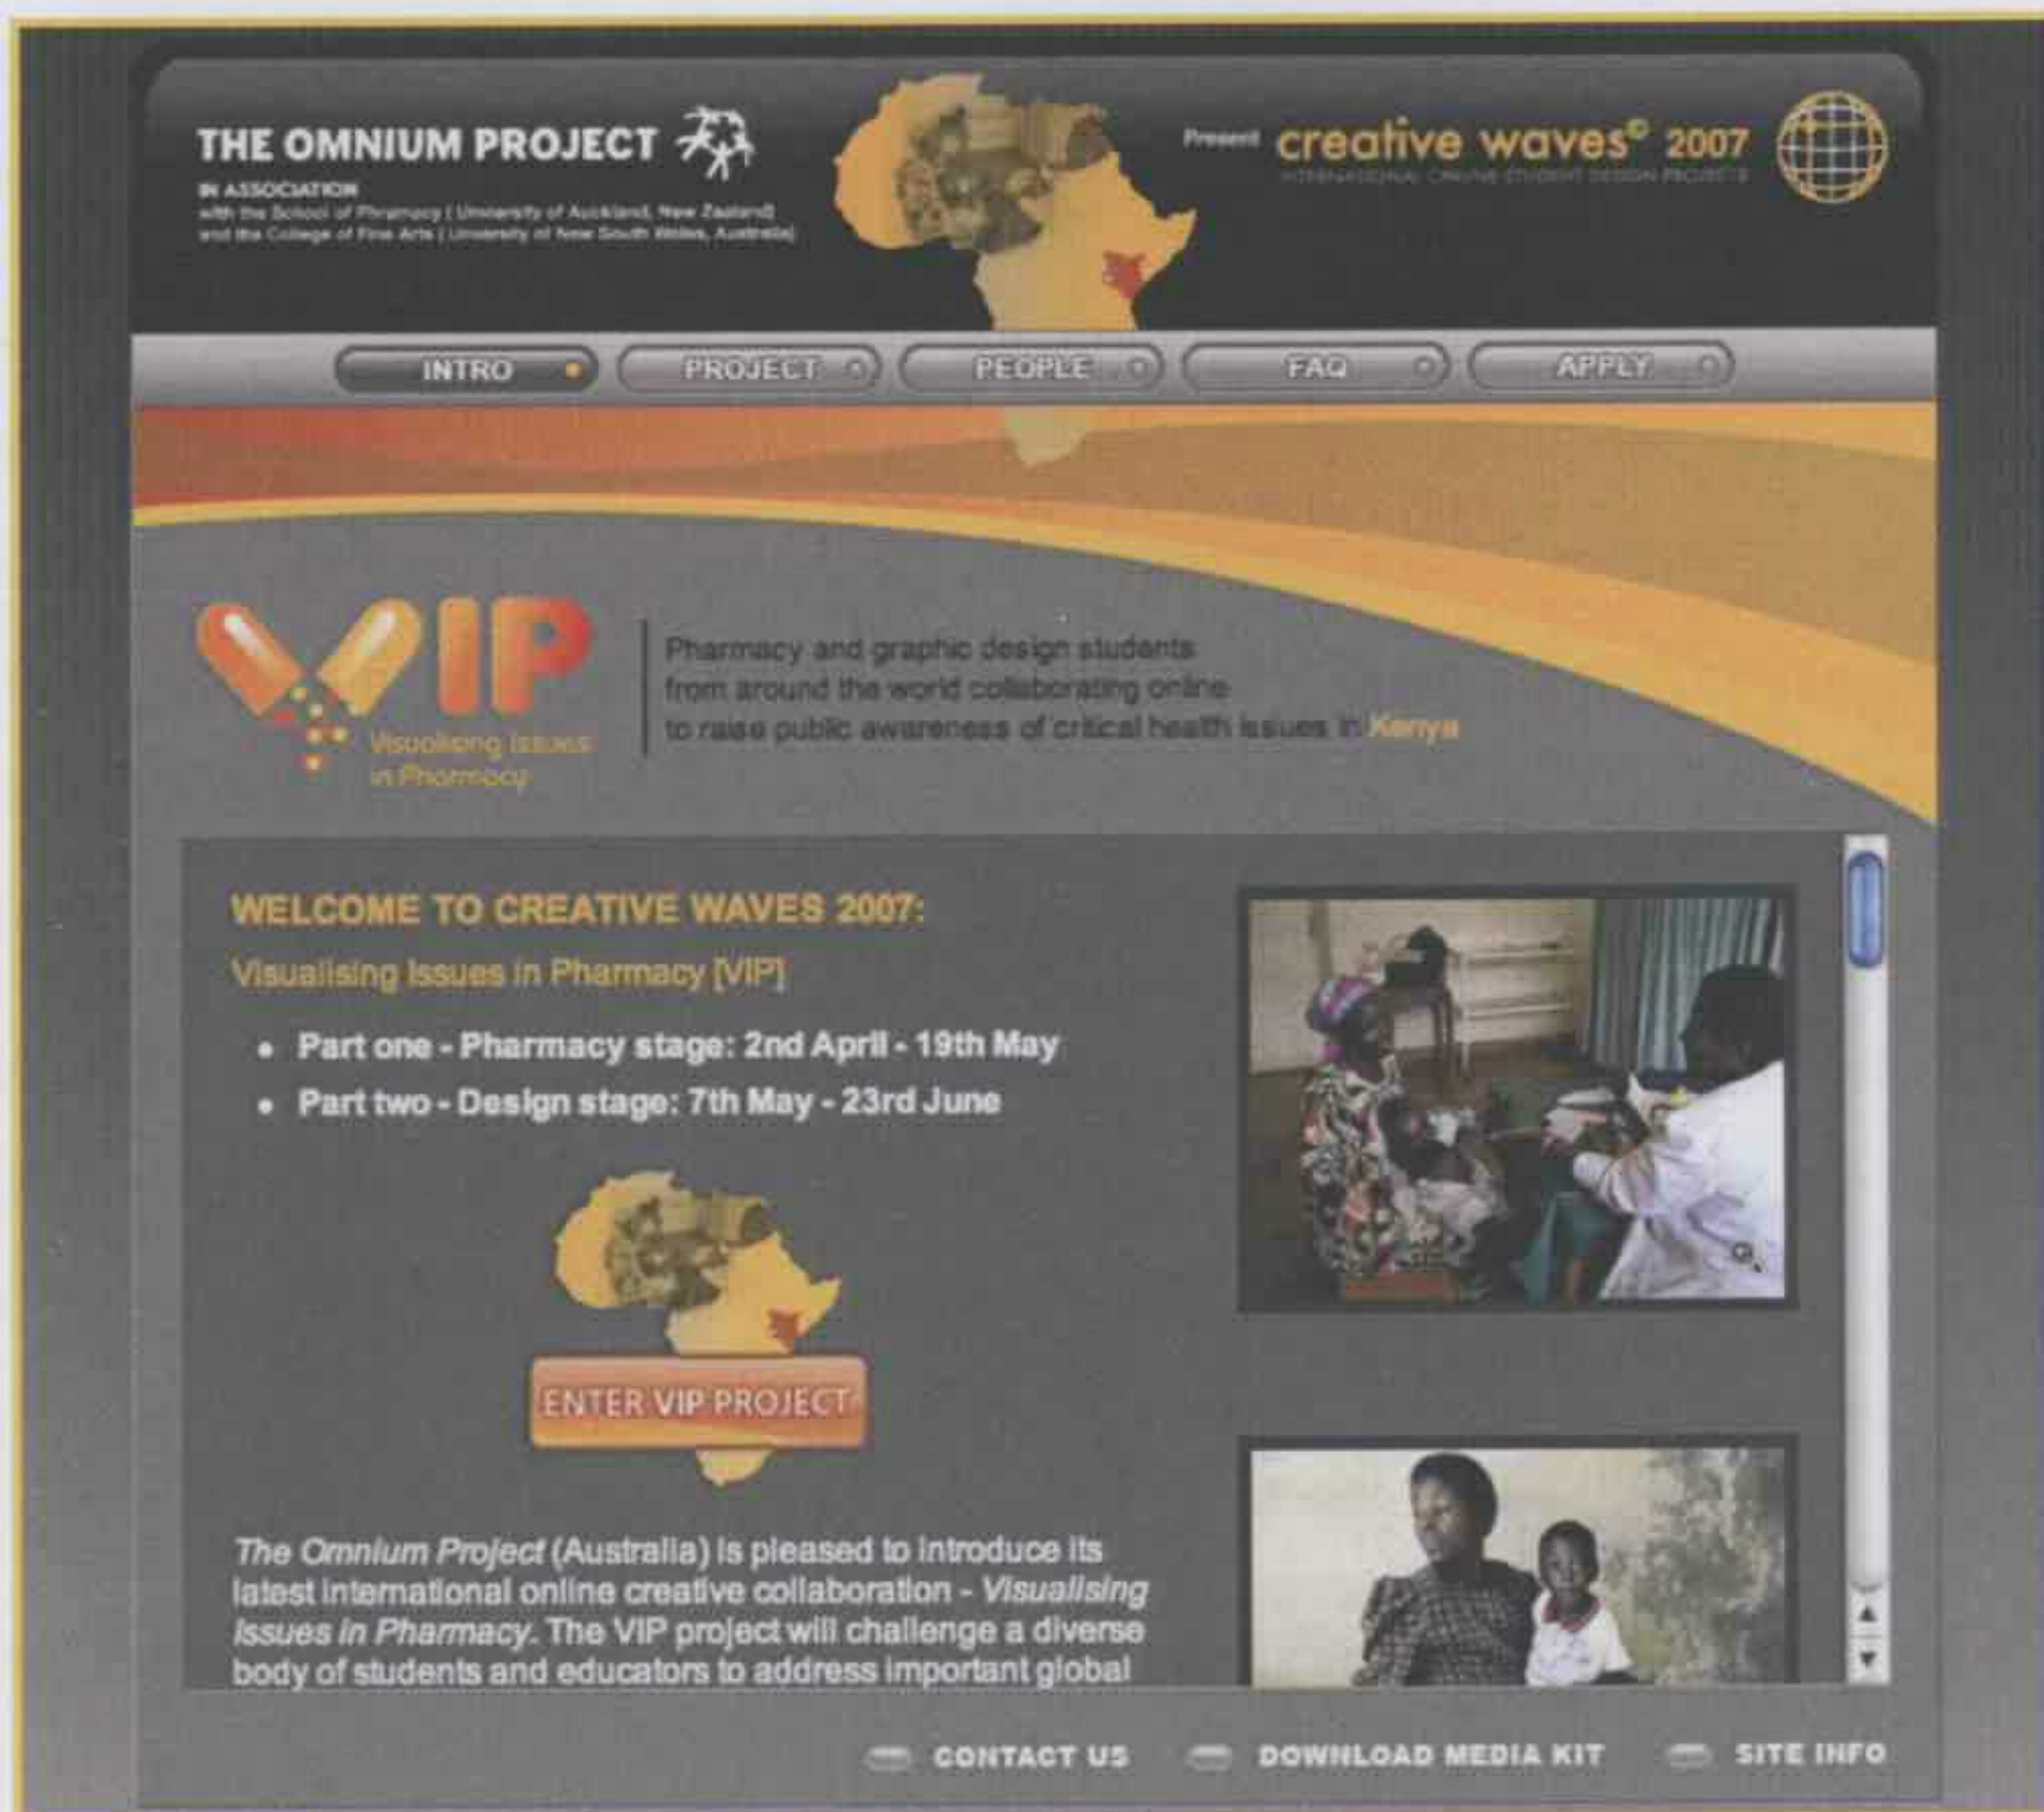 THE OMNIUM PROJECT
IN ASSOCIATION
with the School of Phramacy ( University of Auckland, New Zealand)
and the College of Fine Arts ( University of New South Wales, Australia)
Present creative waves© 2007
INTERNATIONAL ONLINE STUDENT DESIGN PROJECTS
INTRO
PROJECT
PEOPLE
FAQ
APPLY
VIP
Visualising Issues
in Pharmacy
Pharmacy and graphic design students
from around the world collaborating online
to raise public awareness of critical health issues in Kenya
WELCOME TO CREATIVE WAVES 2007:
Visualising Issues in Pharmacy [VIP]
• Part one - Pharmacy stage: 2nd April - 19th May
• Part two - Design stage: 7th May - 23rd June
ENTER VIP PROJECT
The Omnium Project (Australia) is pleased to introduce its
latest international online creative collaboration - Visualising
Issues in Pharmacy. The VIP project will challenge a diverse
body of students and educators to address important global
CONTACT US
DOWNLOAD MEDIA KIT
SITE INFO